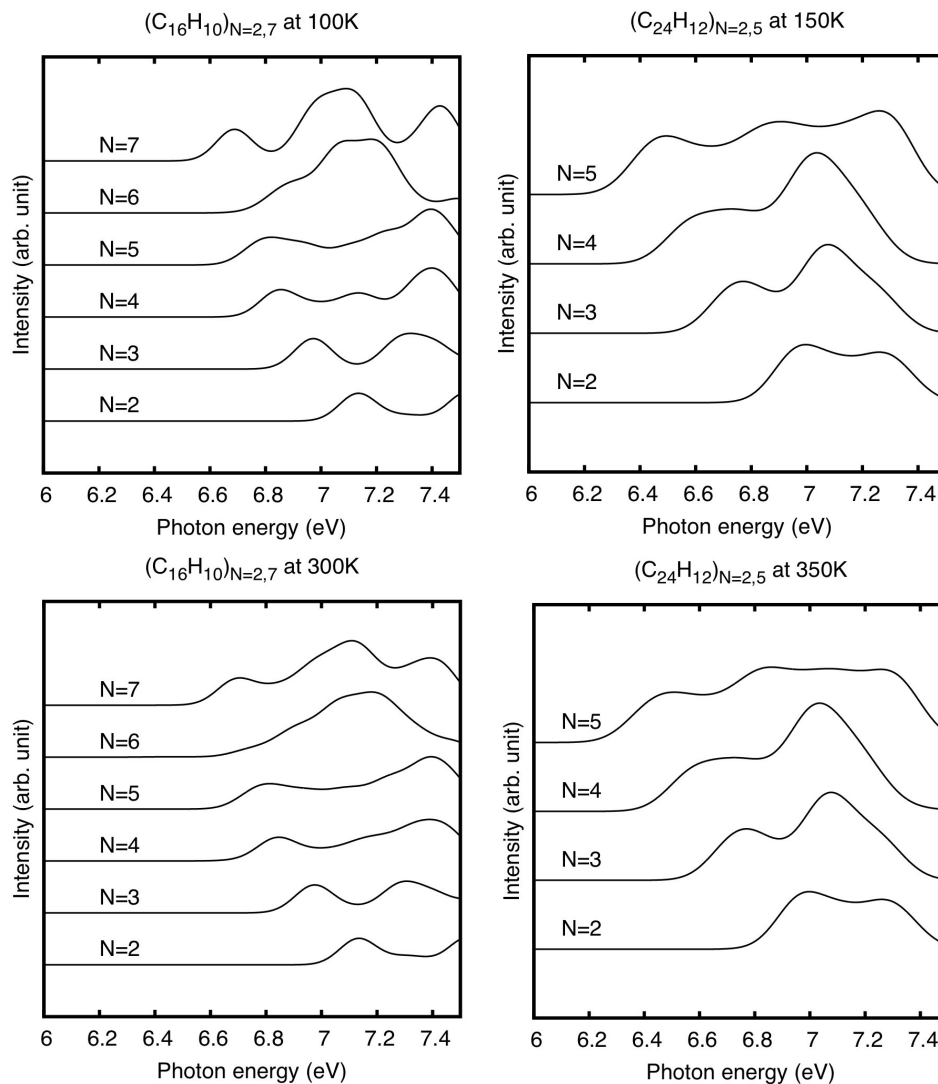 (C₁₆H₁₀)N=2,7 at 100K
Intensity (arb. unit)
N=7
N=6
N=5
N=4
N=3
N=2
6 6.2 6.4 6.6 6.8 7 7.2 7.4
Photon energy (eV)
(C₂₄H₁₂)N=2,5 at 150K
Intensity (arb. unit)
N=5
N=4
N=3
N=2
6 6.2 6.4 6.6 6.8 7 7.2 7.4
Photon energy (eV)
(C₁₆H₁₀)N=2,7 at 300K
Intensity (arb. unit)
N=7
N=6
N=5
N=4
N=3
N=2
6 6.2 6.4 6.6 6.8 7 7.2 7.4
Photon energy (eV)
(C₂₄H₁₂)N=2,5 at 350K
Intensity (arb. unit)
N=5
N=4
N=3
N=2
6 6.2 6.4 6.6 6.8 7 7.2 7.4
Photon energy (eV)